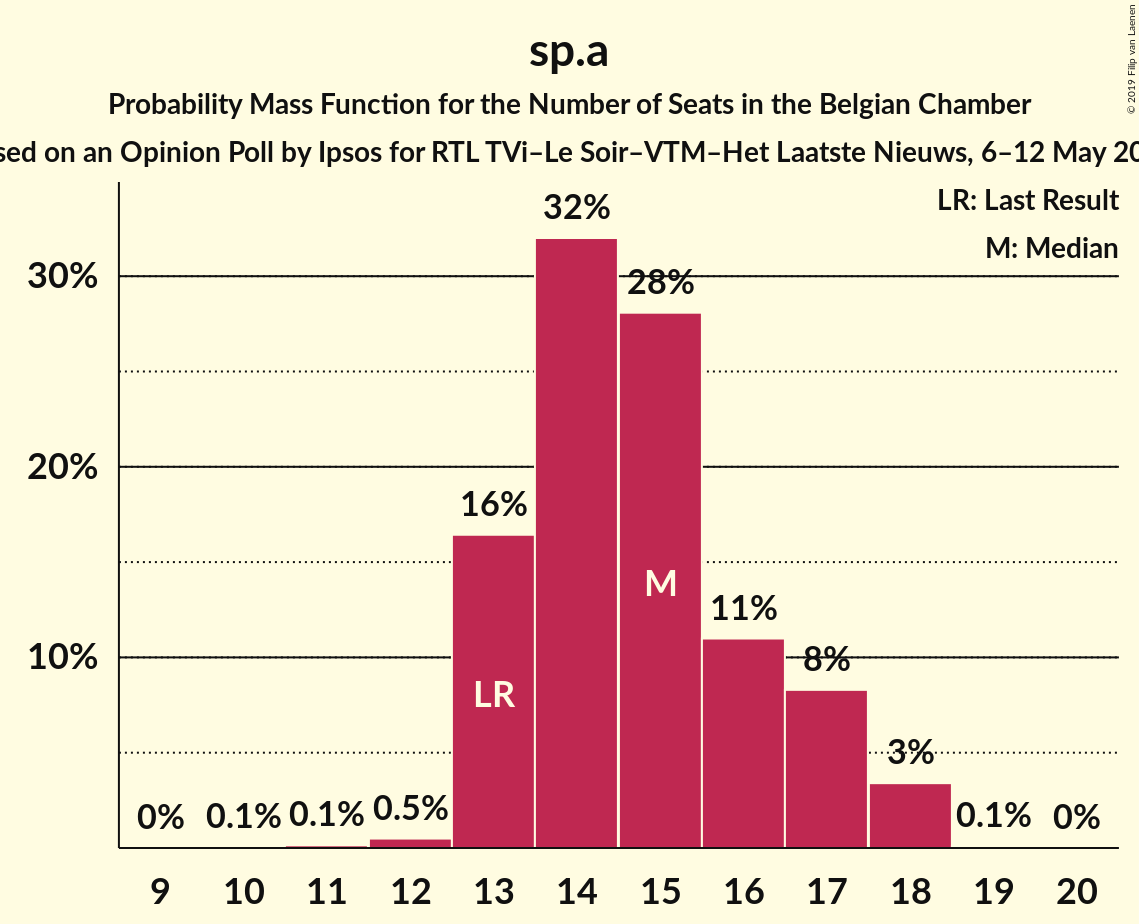 © 2019 Filip van Laenen
sp.a
Probability Mass Function for the Number of Seats in the Belgian Chamber
sed on an Opinion Poll by Ipsos for RTL TVi–Le Soir–VTM–Het Laatste Nieuws, 6–12 May 20
LR: Last Result
M: Median
32%
30%
28%
20%
16%
M
11%
10%
8%
LR
3%
0% 0.1% 0.1% 0.5% 0.1% 0%
9 10 11 12 13 14 15 16 17 18 19 20